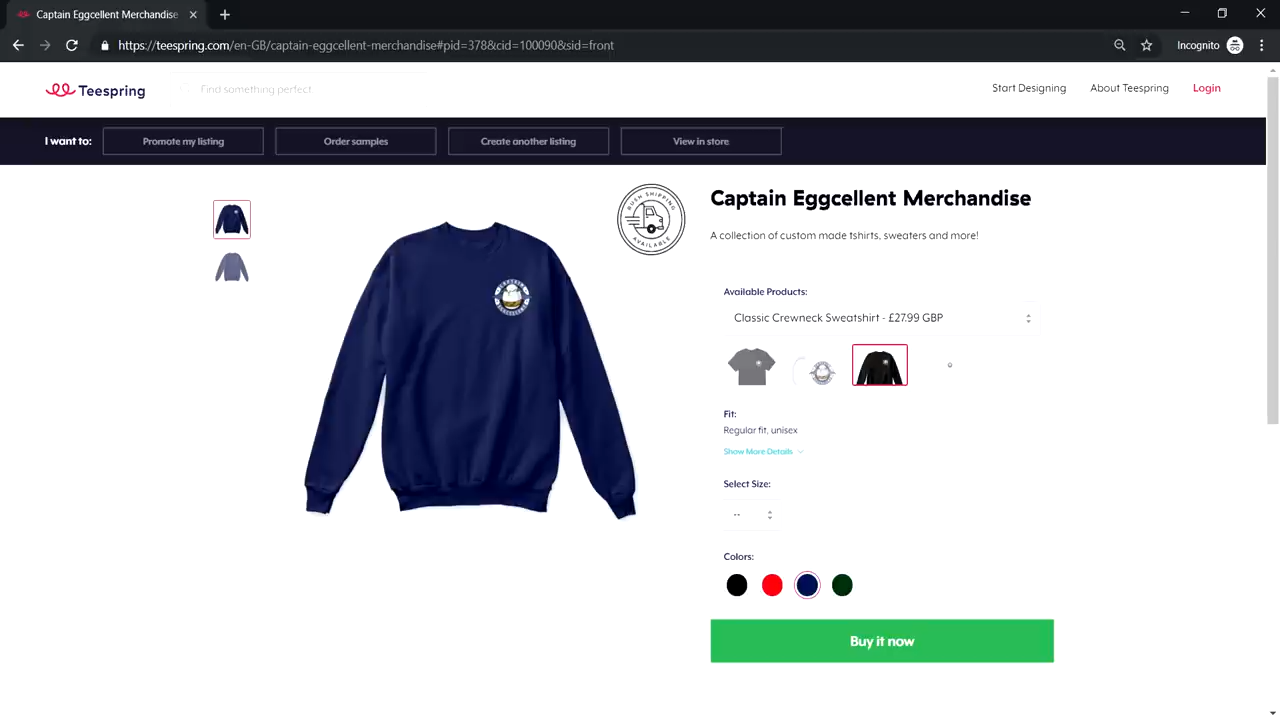 Captain Eggcellent Merchandise
https://teespring.com/en-GB/captain-eggcellent-merchandise#pid=378&cid=100090&sid=front
Incognito
Teespring
Find something perfect
Start Designing
About Teespring
Login
I want to:
Promote my listing
Order samples
Create another listing
View in store
RUSH SHIPPING
AVAILABLE
Captain Eggcellent Merchandise
A collection of custom made tshirts, sweaters and more!
Available Products:
Classic Crewneck Sweatshirt - £27.99 GBP
Fit:
Regular fit, unisex
Show More Details
Select Size:
--
Colors:
Buy it now